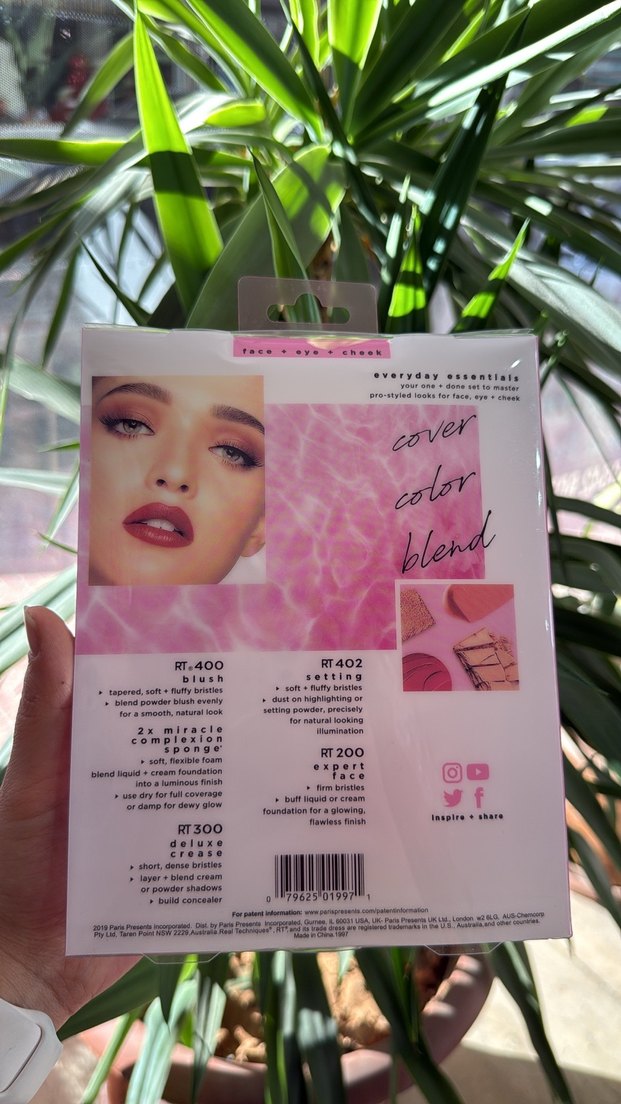 face + eye + cheek
everyday essentials
your one + done set to master
pro-styled looks for face, eye + cheek
cover
color
blend
RT®400
blush
▸ tapered, soft + fluffy bristles
▸ blend powder blush evenly
for a smooth, natural look
2x miracle
complexion
sponge®
▸ soft, flexible foam
blend liquid + cream foundation
into a luminous finish
▸ use dry for full coverage
or damp for dewy glow
RT300
deluxe
crease
▸ short, dense bristles
▸ layer + blend cream
or powder shadows
▸ build concealer
RT402
setting
▸ soft + fluffy bristles
▸ dust on highlighting or
setting powder, precisely
for natural looking
illumination
RT200
expert
face
▸ firm bristles
▸ buff liquid or cream
foundation for a glowing,
flawless finish
inspire + share
0 79625 01997 1
For patent information: www.parispresents.com/patentinformation
2019 Paris Presents Incorporated. Dist. by Paris Presents Incorporated, Gurnee, IL 60031 USA, UK- Paris Presents UK Ltd., London w2 6LG, AUS-Chemcorp
Pty Ltd, Taren Point NSW 2229,Australia.Real Techniques®, RT®,and its trade dress are registered trademarks in the U.S., Australia,and other countries.
Made in China.1997